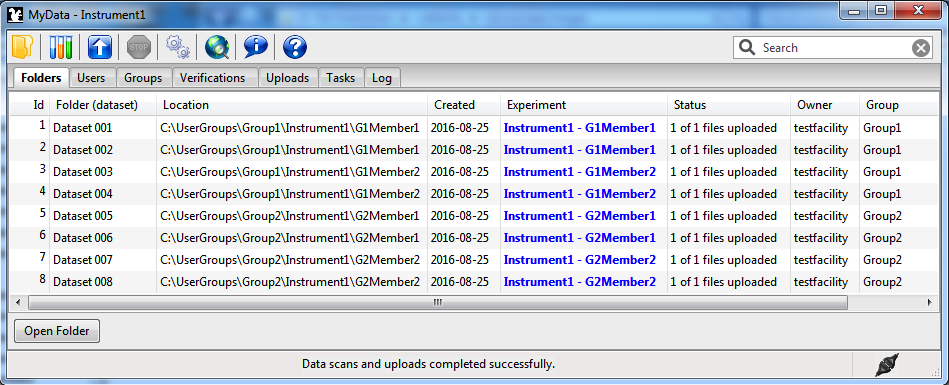 MyData - Instrument1
STOP
Search
Folders Users Groups Verifications Uploads Tasks Log
Id Folder (dataset) Location Created Experiment Status Owner Group
1 Dataset 001 C:\UserGroups\Group1\Instrument1\G1Member1 2016-08-25 Instrument1 - G1Member1 1 of 1 files uploaded testfacility Group1
2 Dataset 002 C:\UserGroups\Group1\Instrument1\G1Member1 2016-08-25 Instrument1 - G1Member1 1 of 1 files uploaded testfacility Group1
3 Dataset 003 C:\UserGroups\Group1\Instrument1\G1Member2 2016-08-25 Instrument1 - G1Member2 1 of 1 files uploaded testfacility Group1
4 Dataset 004 C:\UserGroups\Group1\Instrument1\G1Member2 2016-08-25 Instrument1 - G1Member2 1 of 1 files uploaded testfacility Group1
5 Dataset 005 C:\UserGroups\Group2\Instrument1\G2Member1 2016-08-25 Instrument1 - G2Member1 1 of 1 files uploaded testfacility Group2
6 Dataset 006 C:\UserGroups\Group2\Instrument1\G2Member1 2016-08-25 Instrument1 - G2Member1 1 of 1 files uploaded testfacility Group2
7 Dataset 007 C:\UserGroups\Group2\Instrument1\G2Member2 2016-08-25 Instrument1 - G2Member2 1 of 1 files uploaded testfacility Group2
8 Dataset 008 C:\UserGroups\Group2\Instrument1\G2Member2 2016-08-25 Instrument1 - G2Member2 1 of 1 files uploaded testfacility Group2
Open Folder
Data scans and uploads completed successfully.